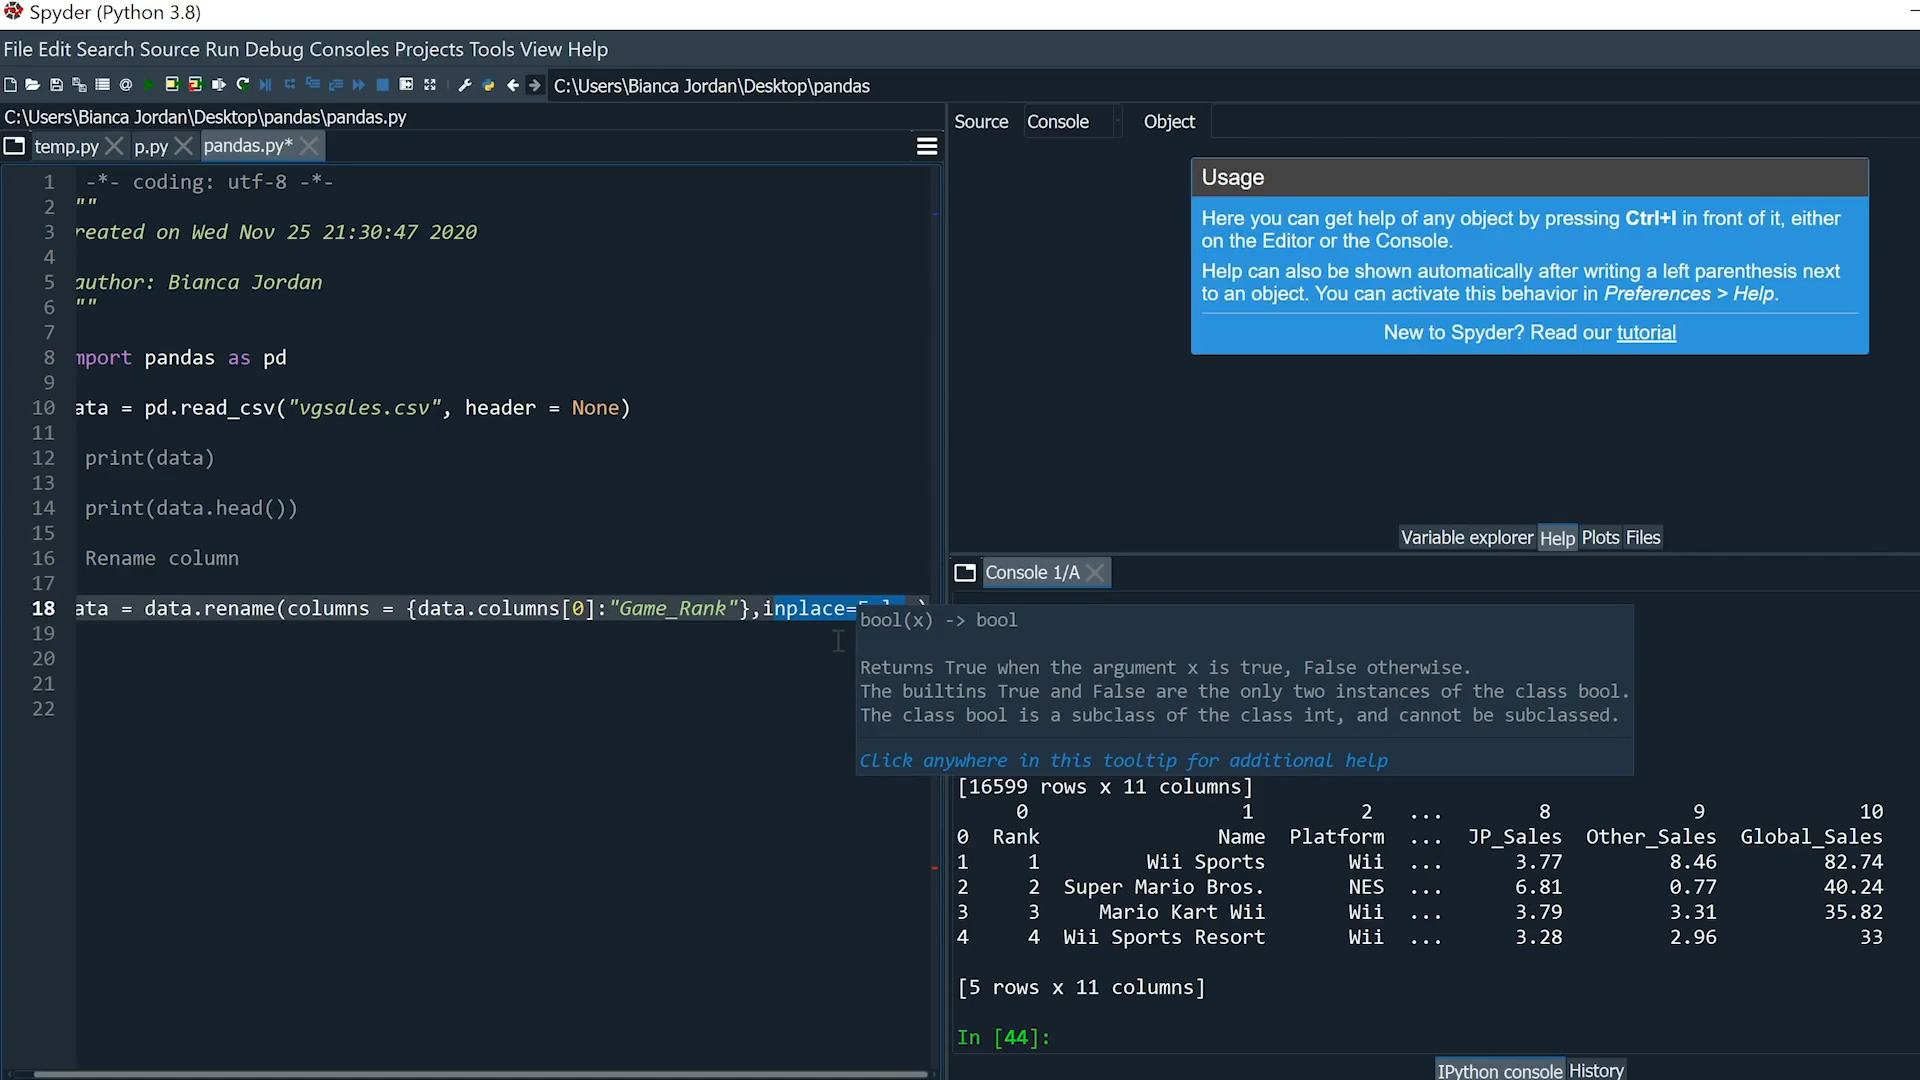 Spyder (Python 3.8)
File Edit Search Source Run Debug Consoles Projects Tools View Help
C:\Users\Bianca Jordan\Desktop\pandas
C:\Users\Bianca Jordan\Desktop\pandas\pandas.py
temp.py p.py pandas.py*
1 -*- coding: utf-8 -*-
2 """
3 reated on Wed Nov 25 21:30:47 2020
4
5 author: Bianca Jordan
6 """
7
8 mport pandas as pd
9
10 ata = pd.read_csv("vgsales.csv", header = None)
11
12 print(data)
13
14 print(data.head())
15
16 Rename column
17
18 ata = data.rename(columns = {data.columns[0]:"Game_Rank"},inplace=
19
20
21
22
bool(x) -> bool
Returns True when the argument x is true, False otherwise.
The builtins True and False are the only two instances of the class bool.
The class bool is a subclass of the class int, and cannot be subclassed.
Click anywhere in this tooltip for additional help
Source Console Object
Usage
Here you can get help of any object by pressing Ctrl+I in front of it, either
on the Editor or the Console.
Help can also be shown automatically after writing a left parenthesis next
to an object. You can activate this behavior in Preferences > Help.
New to Spyder? Read our tutorial
Variable explorer Help Plots Files
Console 1/A
[16599 rows x 11 columns]
0 1 2 ... 8 9 10
0 Rank Name Platform ... JP_Sales Other_Sales Global_Sales
1 1 Wii Sports Wii ... 3.77 8.46 82.74
2 2 Super Mario Bros. NES ... 6.81 0.77 40.24
3 3 Mario Kart Wii Wii ... 3.79 3.31 35.82
4 4 Wii Sports Resort Wii ... 3.28 2.96 33
[5 rows x 11 columns]
In [44]:
IPython console History